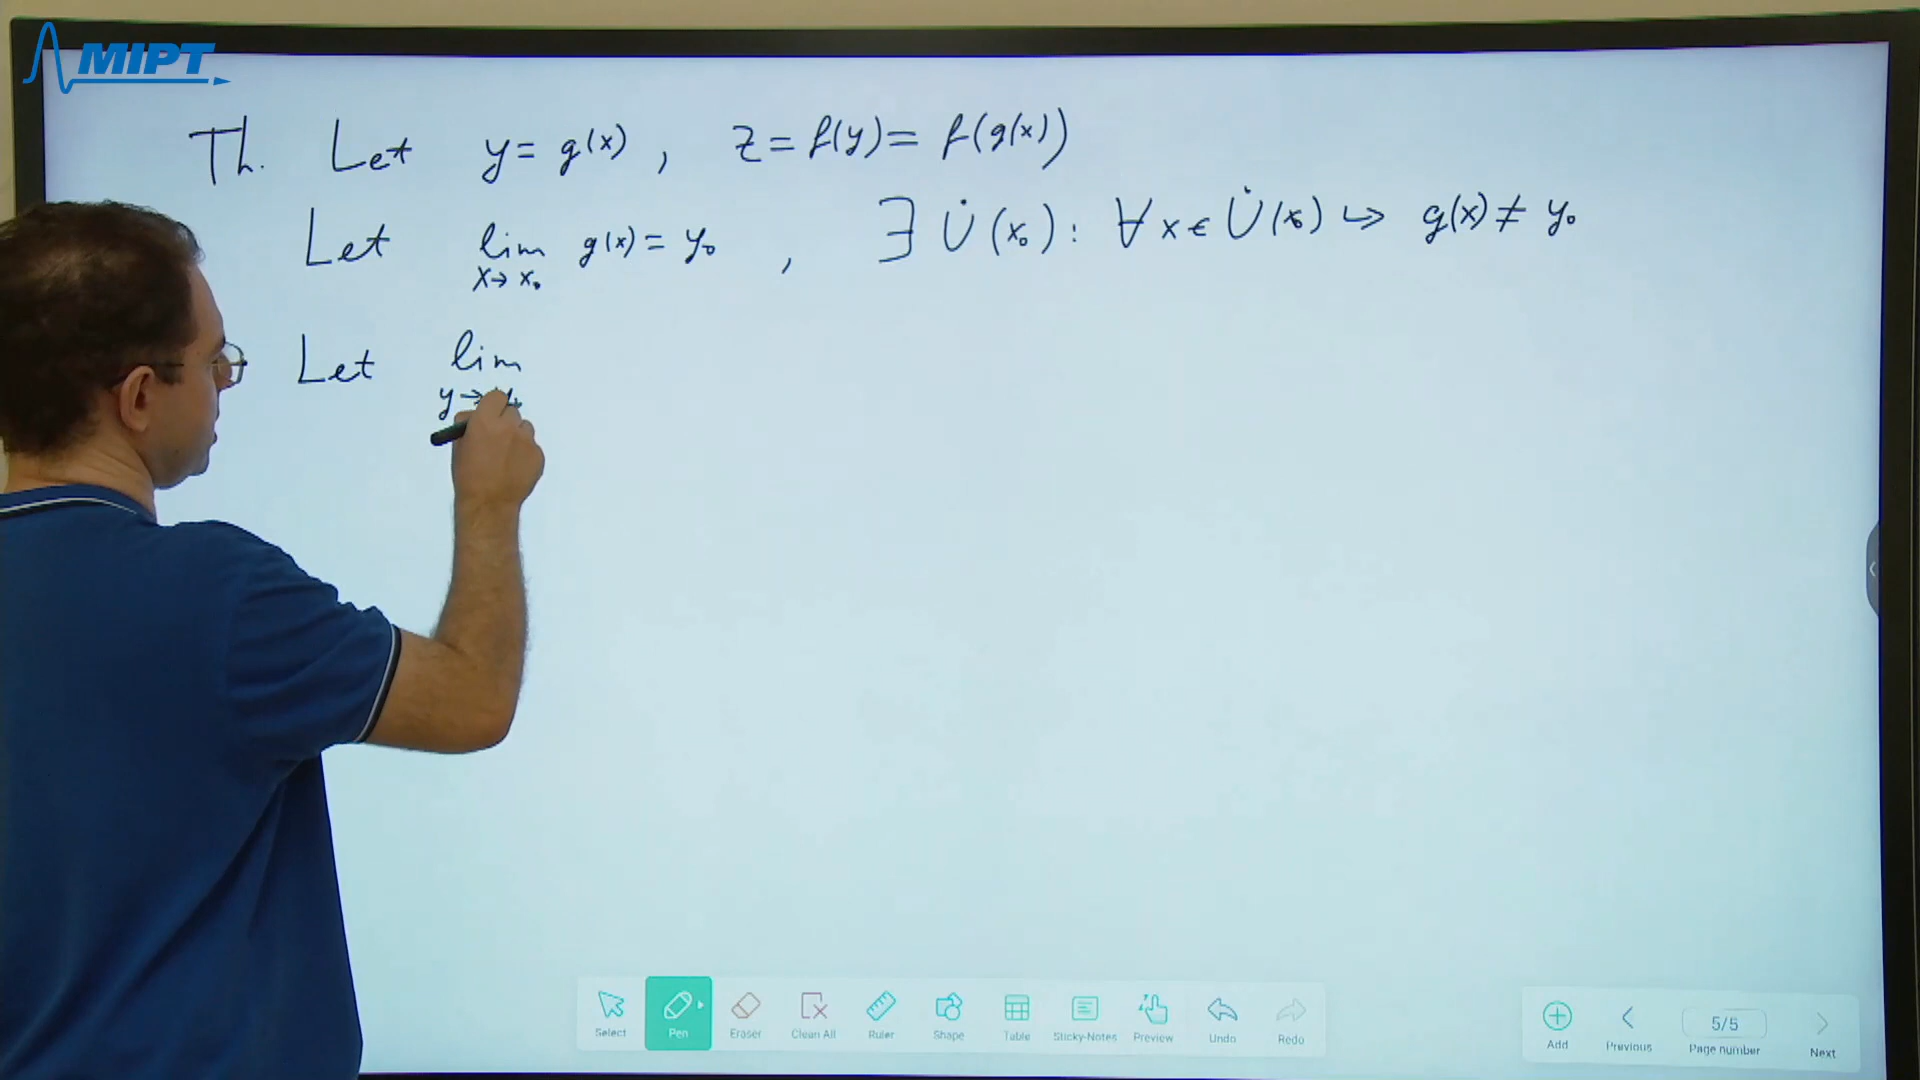 MIPT
Th. Let y = g(x), z = f(y) = f(g(x))
Let lim g(x) = y₀, ∃ U̇(x₀): ∀ x ∈ U̇(x₀) ↪ g(x) ≠ y₀
x→x₀
Let lim
y→
Select Pen Eraser Clean All Ruler Shape Table Sticky-Notes Preview Undo Redo
Add Previous 5/5 Page number Next